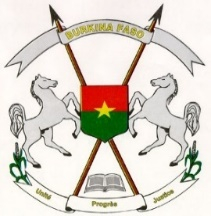 BURKINA FASO
Unité Progrès Justice